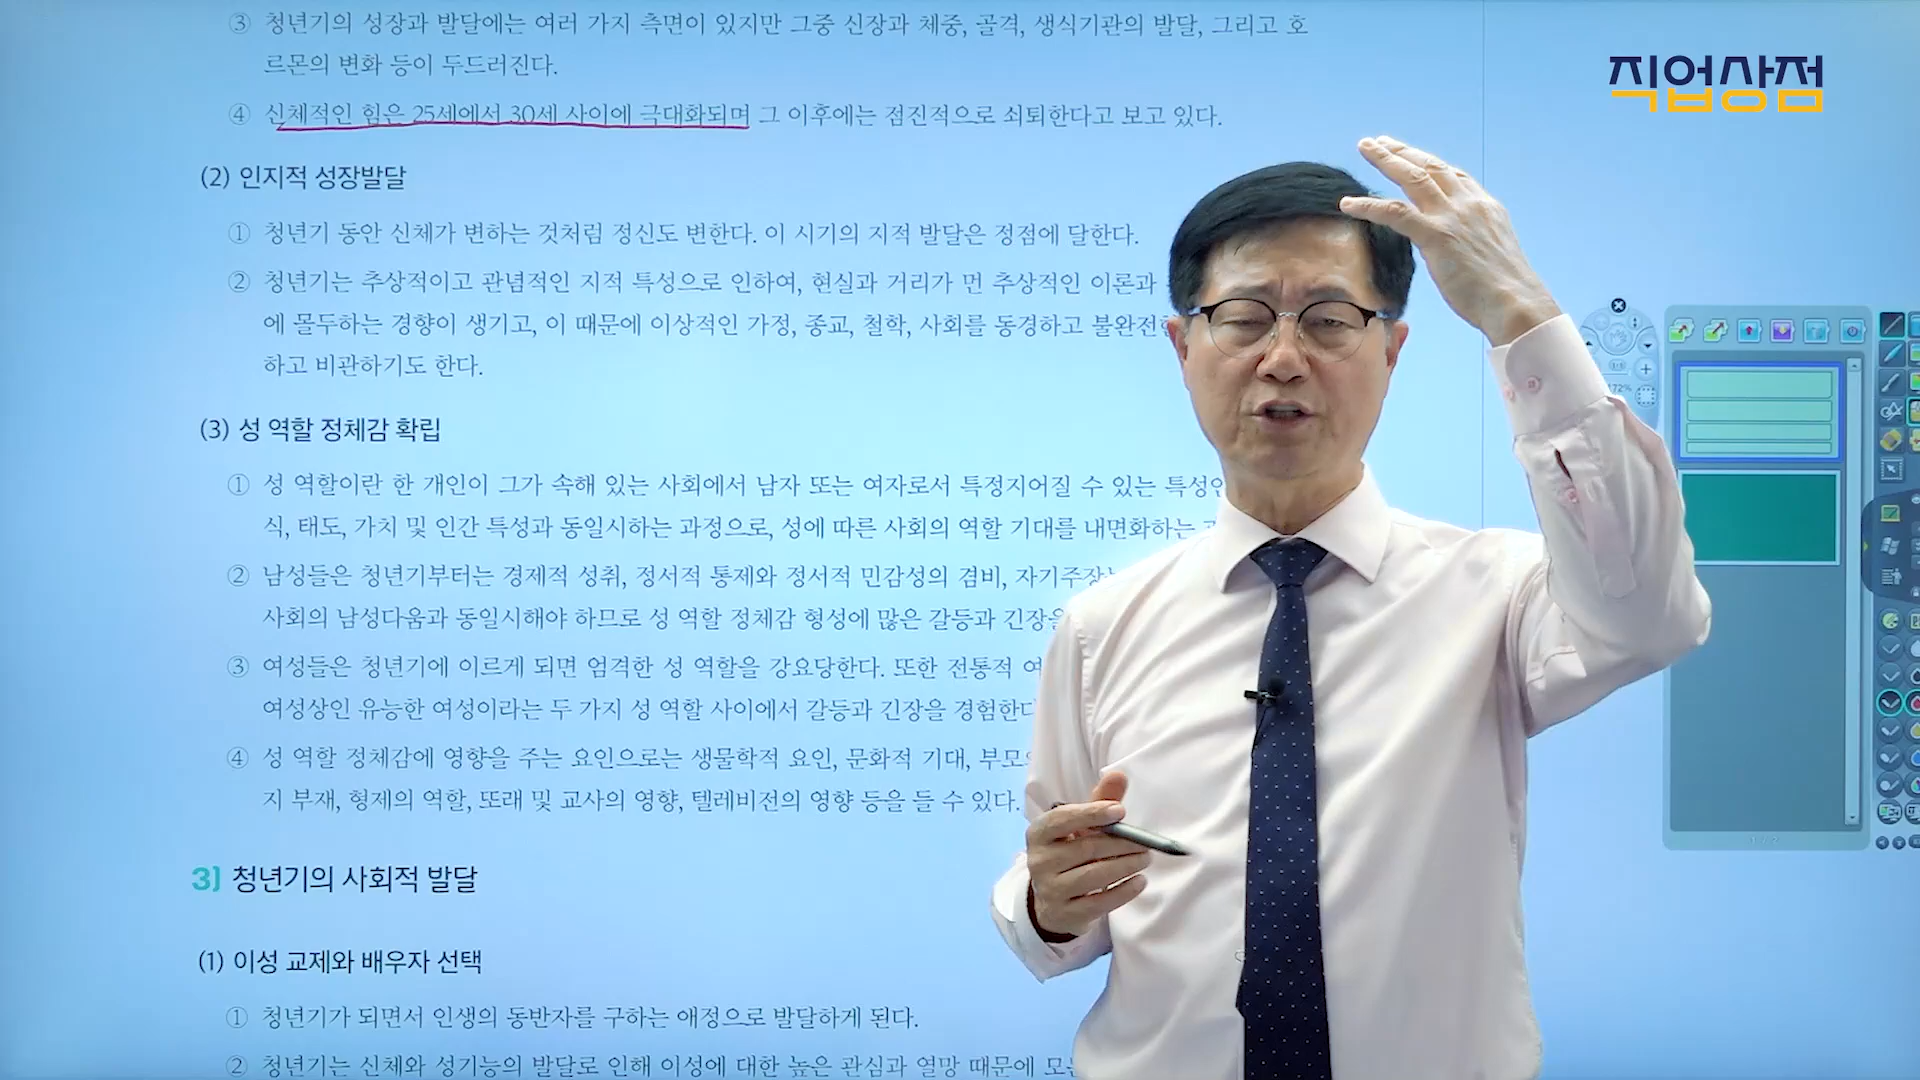 ③ 청년기의 성장과 발달에는 여러 가지 측면이 있지만 그중 신장과 체중, 골격, 생식기관의 발달, 그리고 호
르몬의 변화 등이 두드러진다.
④ 신체적인 힘은 25세에서 30세 사이에 극대화되며 그 이후에는 점진적으로 쇠퇴한다고 보고 있다.
직업상점
(2) 인지적 성장발달
① 청년기 동안 신체가 변하는 것처럼 정신도 변한다. 이 시기의 지적 발달은 정점에 달한다.
② 청년기는 추상적이고 관념적인 지적 특성으로 인하여, 현실과 거리가 먼 추상적인 이론과
에 몰두하는 경향이 생기고, 이 때문에 이상적인 가정, 종교, 철학, 사회를 동경하고
하고 비관하기도 한다.
(3) 성 역할 정체감 확립
① 성 역할이란 한 개인이 그가 속해 있는 사회에서 남자 또는 여자로서 특정지어질 수 있는
식, 태도, 가치 및 인간 특성과 동일시하는 과정으로, 성에 따른 사회의 역할 기대를 내면화하는
② 남성들은 청년기부터는 경제적 성취, 정서적 통제와 정서적 민감성의 겸비,
사회의 남성다움과 동일시해야 하므로 성 역할 정체감 형성에 많은 갈등과
③ 여성들은 청년기에 이르게 되면 엄격한 성 역할을 강요당한다. 또한 전통적
여성상인 유능한 여성이라는 두 가지 성 역할 사이에서 갈등과 긴장을
④ 성 역할 정체감에 영향을 주는 요인으로는 생물학적 요인, 문화적 기대,
지 부재, 형제의 역할, 또래 및 교사의 영향, 텔레비전의 영향 등을 들 수 있다.
3) 청년기의 사회적 발달
(1) 이성 교제와 배우자 선택
① 청년기가 되면서 인생의 동반자를 구하는 애정으로 발달하게 된다.
② 청년기는 신체와 성기능의 발달로 인해 이성에 대한 높은 관심과 열망 때문에